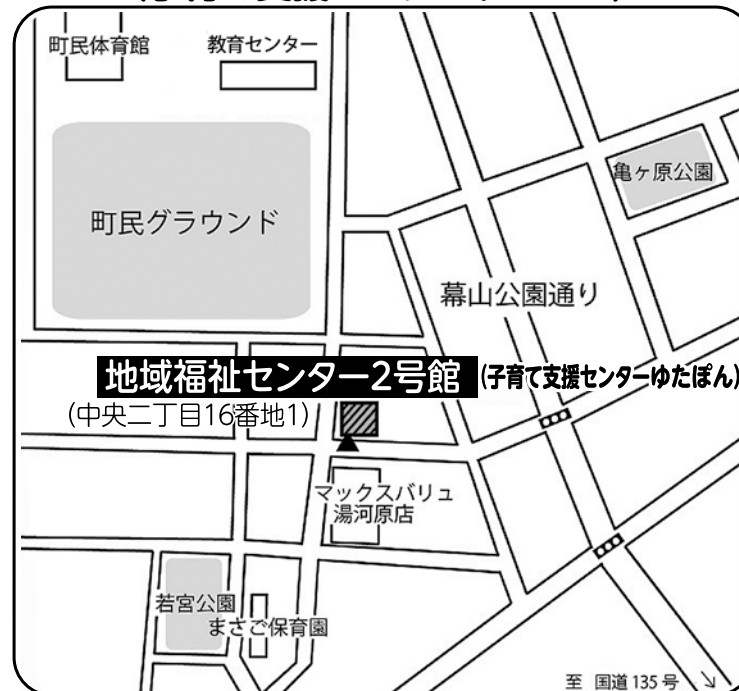 町民体育館
教育センター
亀ヶ原公園
町民グラウンド
幕山公園通り
地域福祉センター2号館 (子育て支援センターゆたぽん)
(中央二丁目16番地1)
マックスバリュ
湯河原店
若宮公園
まさご保育園
至 国道135号